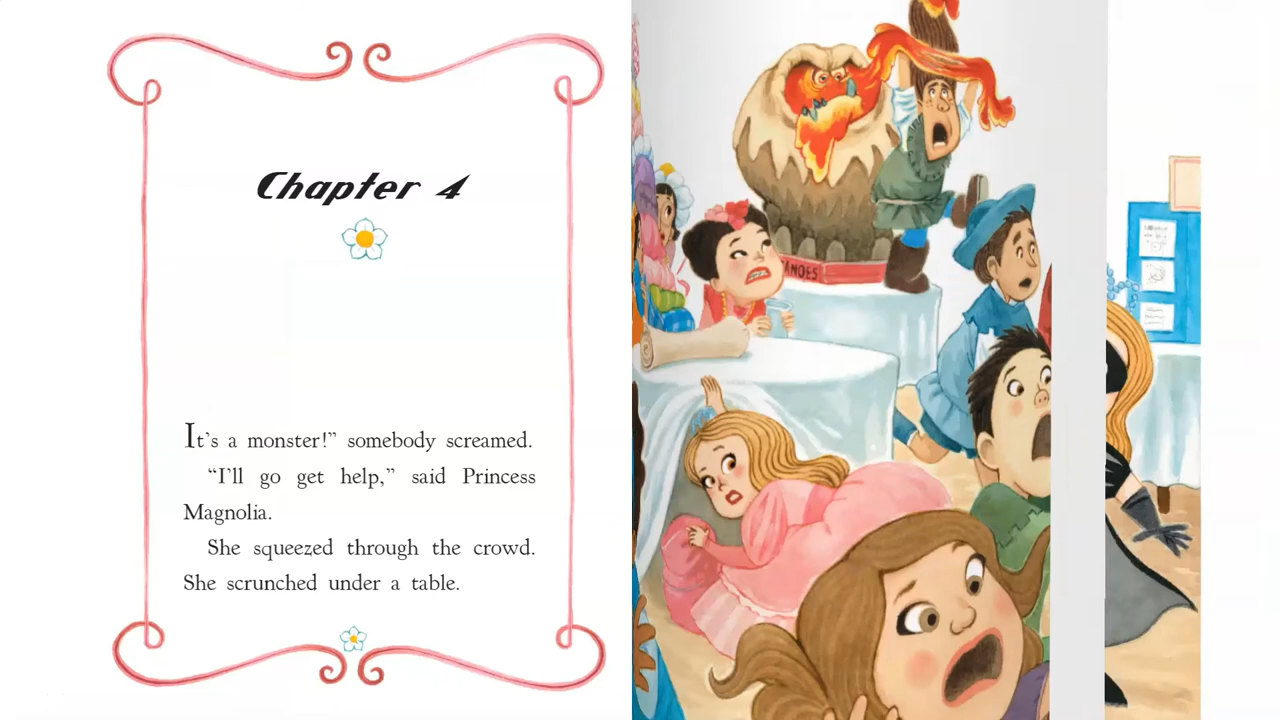 Chapter 4
It's a monster!” somebody screamed.
“I'll go get help,” said Princess
Magnolia.
She squeezed through the crowd.
She scrunched under a table.